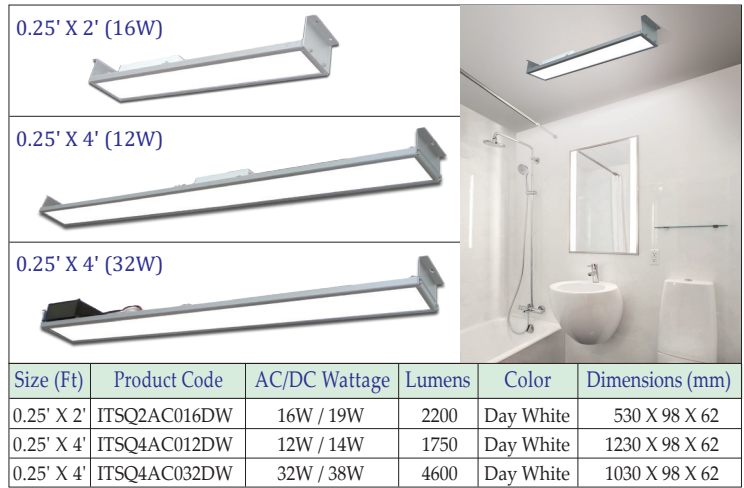 0.25' X 2' (16W)
0.25' X 4' (12W)
0.25' X 4' (32W)
Size (Ft) Product Code AC/DC Wattage Lumens Color Dimensions (mm)
0.25' X 2' ITSQ2AC016DW 16W / 19W 2200 Day White 530 X 98 X 62
0.25' X 4' ITSQ4AC012DW 12W / 14W 1750 Day White 1230 X 98 X 62
0.25' X 4' ITSQ4AC032DW 32W / 38W 4600 Day White 1030 X 98 X 62